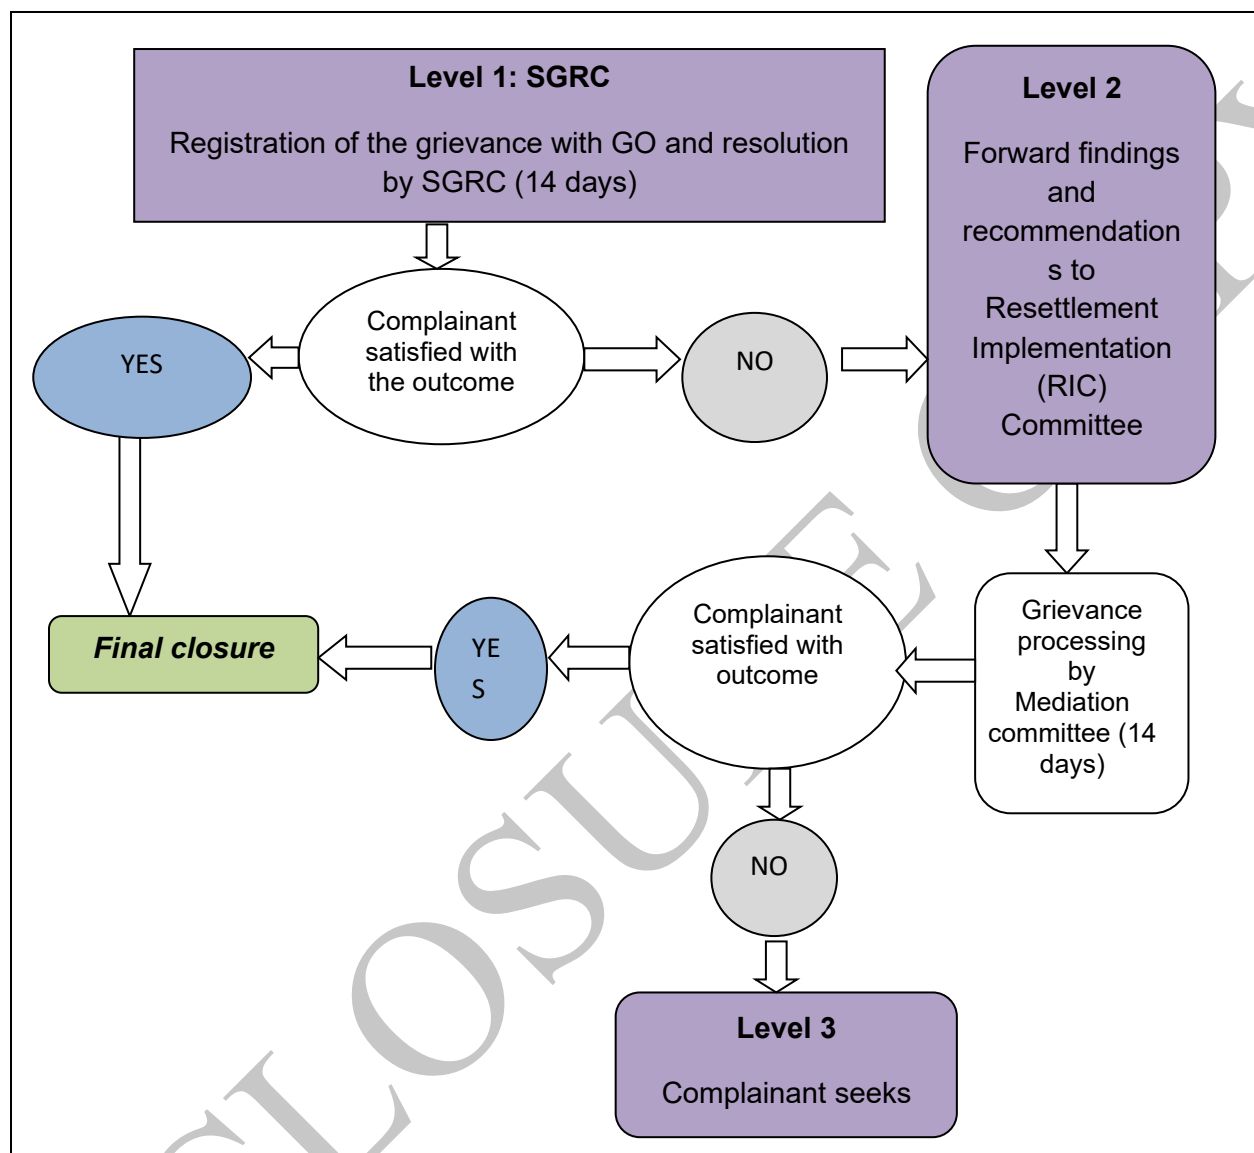 Level 1: SGRC
Registration of the grievance with GO and resolution
by SGRC (14 days)
Level 2
Forward findings
and
recommendation
s to
Resettlement
Implementation
(RIC)
Committee
Complainant
satisfied with
the outcome
YES
NO
Grievance
processing
by
Mediation
committee (14
days)
Complainant
satisfied with
outcome
YE
S
Final closure
NO
Level 3
Complainant seeks
CLOSURE